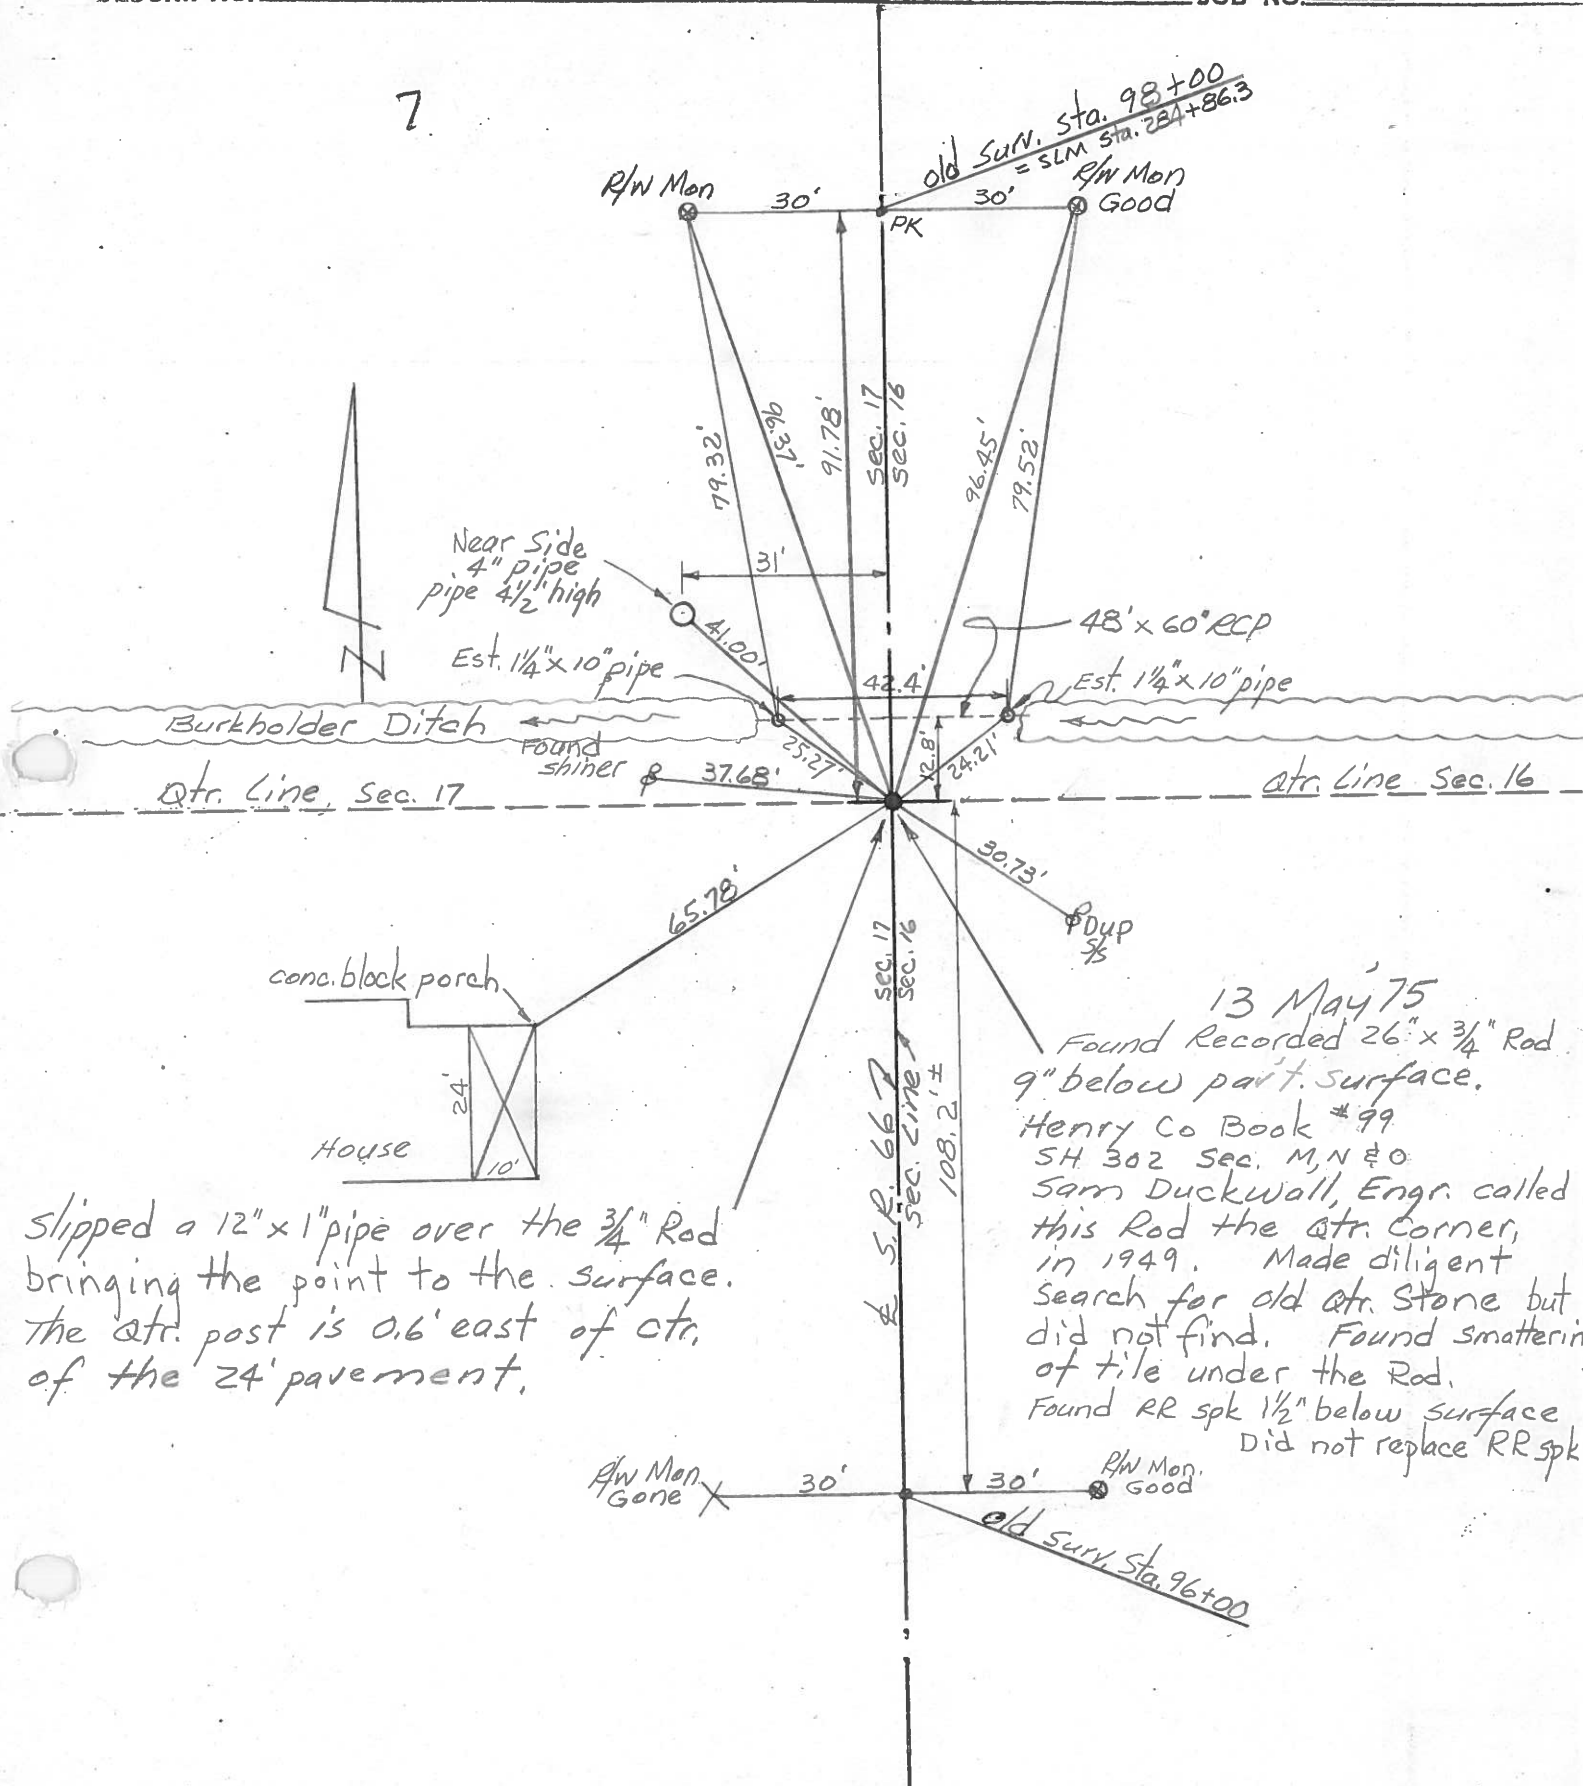 JOB NO.
7
old Surv. Sta. 98+00
= SLM Sta. 284+86.3
R/W Mon
30'
30'
R/W Mon
Good
PK
79.32'
96.37'
91.78'
Sec. 17
Sec. 16
96.45'
79.52'
Near Side
4" pipe
pipe 4½' high
31'
41.00'
48' x 60" RCP
Est. 1¼" x 10" pipe
42.4'
Est. 1¼" x 10" pipe
N
Burkholder Ditch
25.27'
12.8'
24.21'
Found
shiner
37.68'
Qtr. Line, Sec. 17
Qtr. Line Sec. 16
30.73'
65.78'
Dup
S/S
Sec. 17
Sec. 16
conc. block porch
24'
House
10'
13 May '75
Found Recorded 26" x ¾" Rod
9" below pav't. surface.
Henry Co Book #99
SH 302 Sec. M, N & O
Sam Duckwall, Engr. called
this Rod the Qtr. Corner,
in 1949. Made diligent
Search for old Qtr. Stone but
did not find. Found Smatterin
of tile under the Rod.
Found RR spk 1½" below surface
Did not replace RR spk
℄ S.R. 66
Sec. Line
108.2' ±
Slipped a 12" x 1" pipe over the ¾" Rod
bringing the point to the surface.
The Qtr. post is 0.6' east of ctr.
of the 24' pavement.
R/W Mon.
Gone
30'
30'
R/W Mon.
Good
old Surv. Sta. 96+00